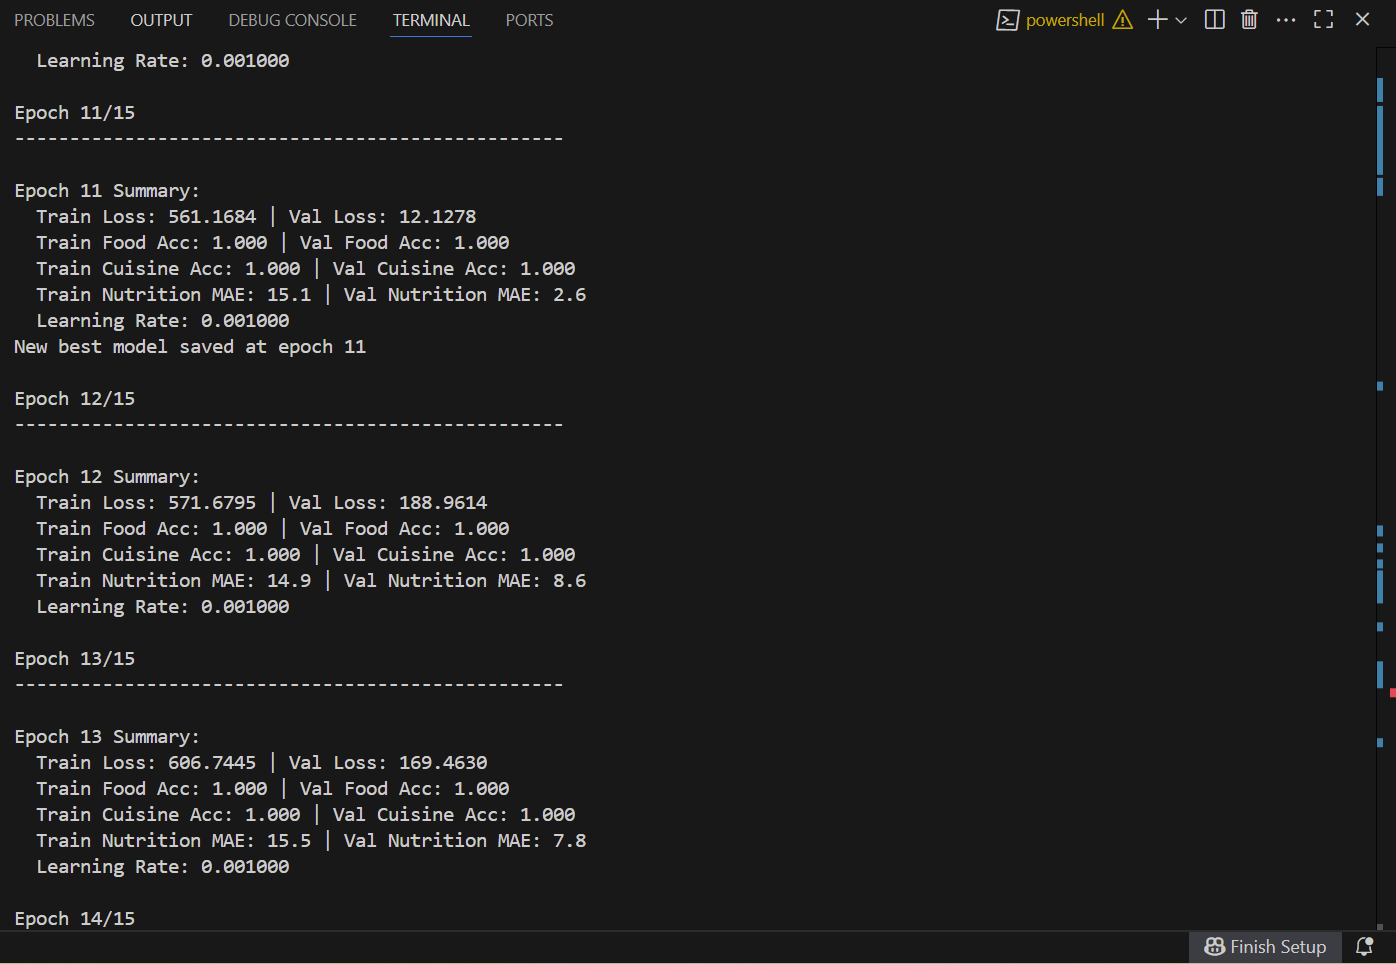 PROBLEMS OUTPUT DEBUG CONSOLE TERMINAL PORTS powershell
Learning Rate: 0.001000
Epoch 11/15
--------------------------------------------------
Epoch 11 Summary:
Train Loss: 561.1684 | Val Loss: 12.1278
Train Food Acc: 1.000 | Val Food Acc: 1.000
Train Cuisine Acc: 1.000 | Val Cuisine Acc: 1.000
Train Nutrition MAE: 15.1 | Val Nutrition MAE: 2.6
Learning Rate: 0.001000
New best model saved at epoch 11
Epoch 12/15
--------------------------------------------------
Epoch 12 Summary:
Train Loss: 571.6795 | Val Loss: 188.9614
Train Food Acc: 1.000 | Val Food Acc: 1.000
Train Cuisine Acc: 1.000 | Val Cuisine Acc: 1.000
Train Nutrition MAE: 14.9 | Val Nutrition MAE: 8.6
Learning Rate: 0.001000
Epoch 13/15
--------------------------------------------------
Epoch 13 Summary:
Train Loss: 606.7445 | Val Loss: 169.4630
Train Food Acc: 1.000 | Val Food Acc: 1.000
Train Cuisine Acc: 1.000 | Val Cuisine Acc: 1.000
Train Nutrition MAE: 15.5 | Val Nutrition MAE: 7.8
Learning Rate: 0.001000
Epoch 14/15
Finish Setup